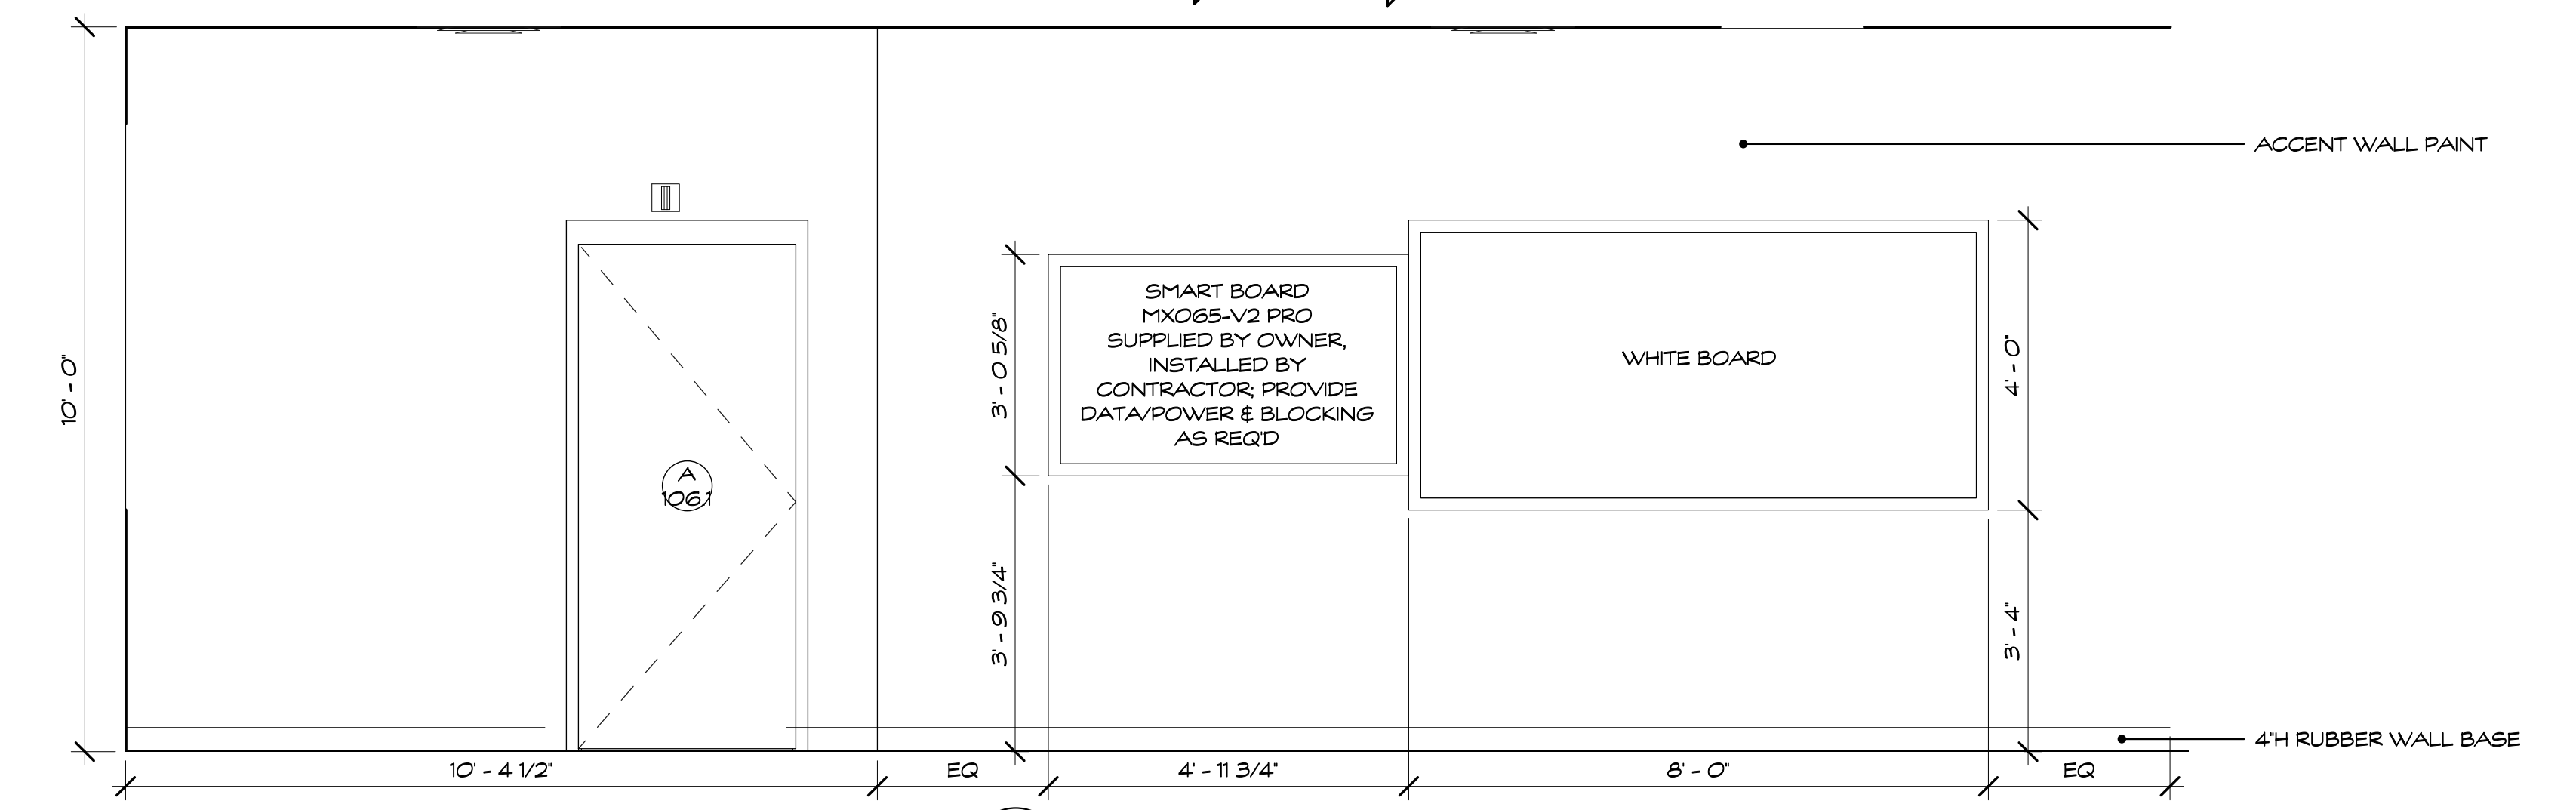 ACCENT WALL PAINT
10' - 0"
3' - 0 5/8"
SMART BOARD
MX065-V2 PRO
SUPPLIED BY OWNER,
INSTALLED BY
CONTRACTOR; PROVIDE
DATA/POWER & BLOCKING
AS REQ'D
WHITE BOARD
4' - 0"
A
106.1
3' - 9 3/4"
3' - 4"
4"H RUBBER WALL BASE
10' - 4 1/2"
EQ
4' - 11 3/4"
8' - 0"
EQ